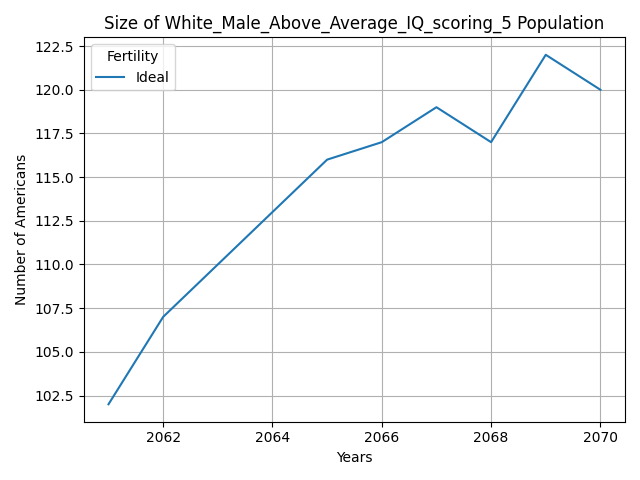 Size of White_Male_Above_Average_IQ_scoring_5 Population
Fertility
Ideal
Number of Americans
122.5
120.0
117.5
115.0
112.5
110.0
107.5
105.0
102.5
2062 2064 2066 2068 2070
Years